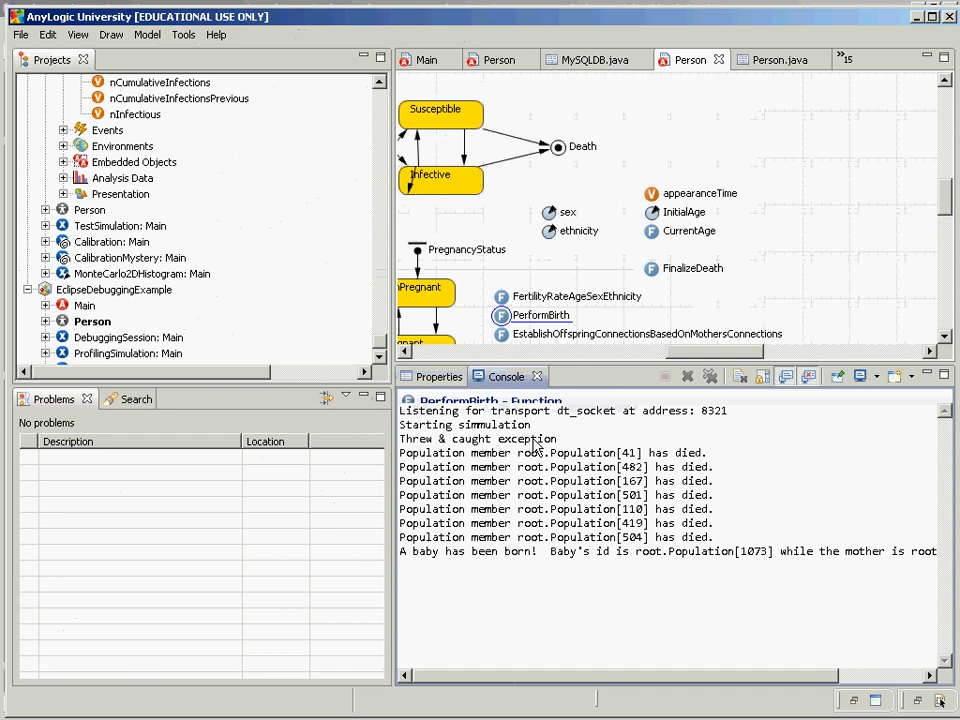 AnyLogic University [EDUCATIONAL USE ONLY]
File Edit View Draw Model Tools Help
Projects
nCumulativeInfections
nCumulativeInfectionsPrevious
nInfectious
Events
Environments
Embedded Objects
Analysis Data
Presentation
Person
TestSimulation: Main
Calibration: Main
CalibrationMystery: Main
MonteCarlo2DHistogram: Main
EclipseDebuggingExample
Main
Person
DebuggingSession: Main
ProfilingSimulation: Main
Problems Search
No problems
Description Location
Main Person MySQLDB.java Person Person.java 15
Susceptible
Death
Infective
appearanceTime
sex InitialAge
ethnicity CurrentAge
PregnancyStatus
FinalizeDeath
nPregnant
FertilityRateAgeSexEthnicity
PerformBirth
EstablishOffspringConnectionsBasedOnMothersConnections
Properties Console
PerformBirth - Function
Listening for transport dt_socket at address: 8321
Starting simmulation
Threw & caught exception
Population member root.Population[41] has died.
Population member root.Population[482] has died.
Population member root.Population[167] has died.
Population member root.Population[501] has died.
Population member root.Population[110] has died.
Population member root.Population[419] has died.
Population member root.Population[504] has died.
A baby has been born! Baby's id is root.Population[1073] while the mother is root